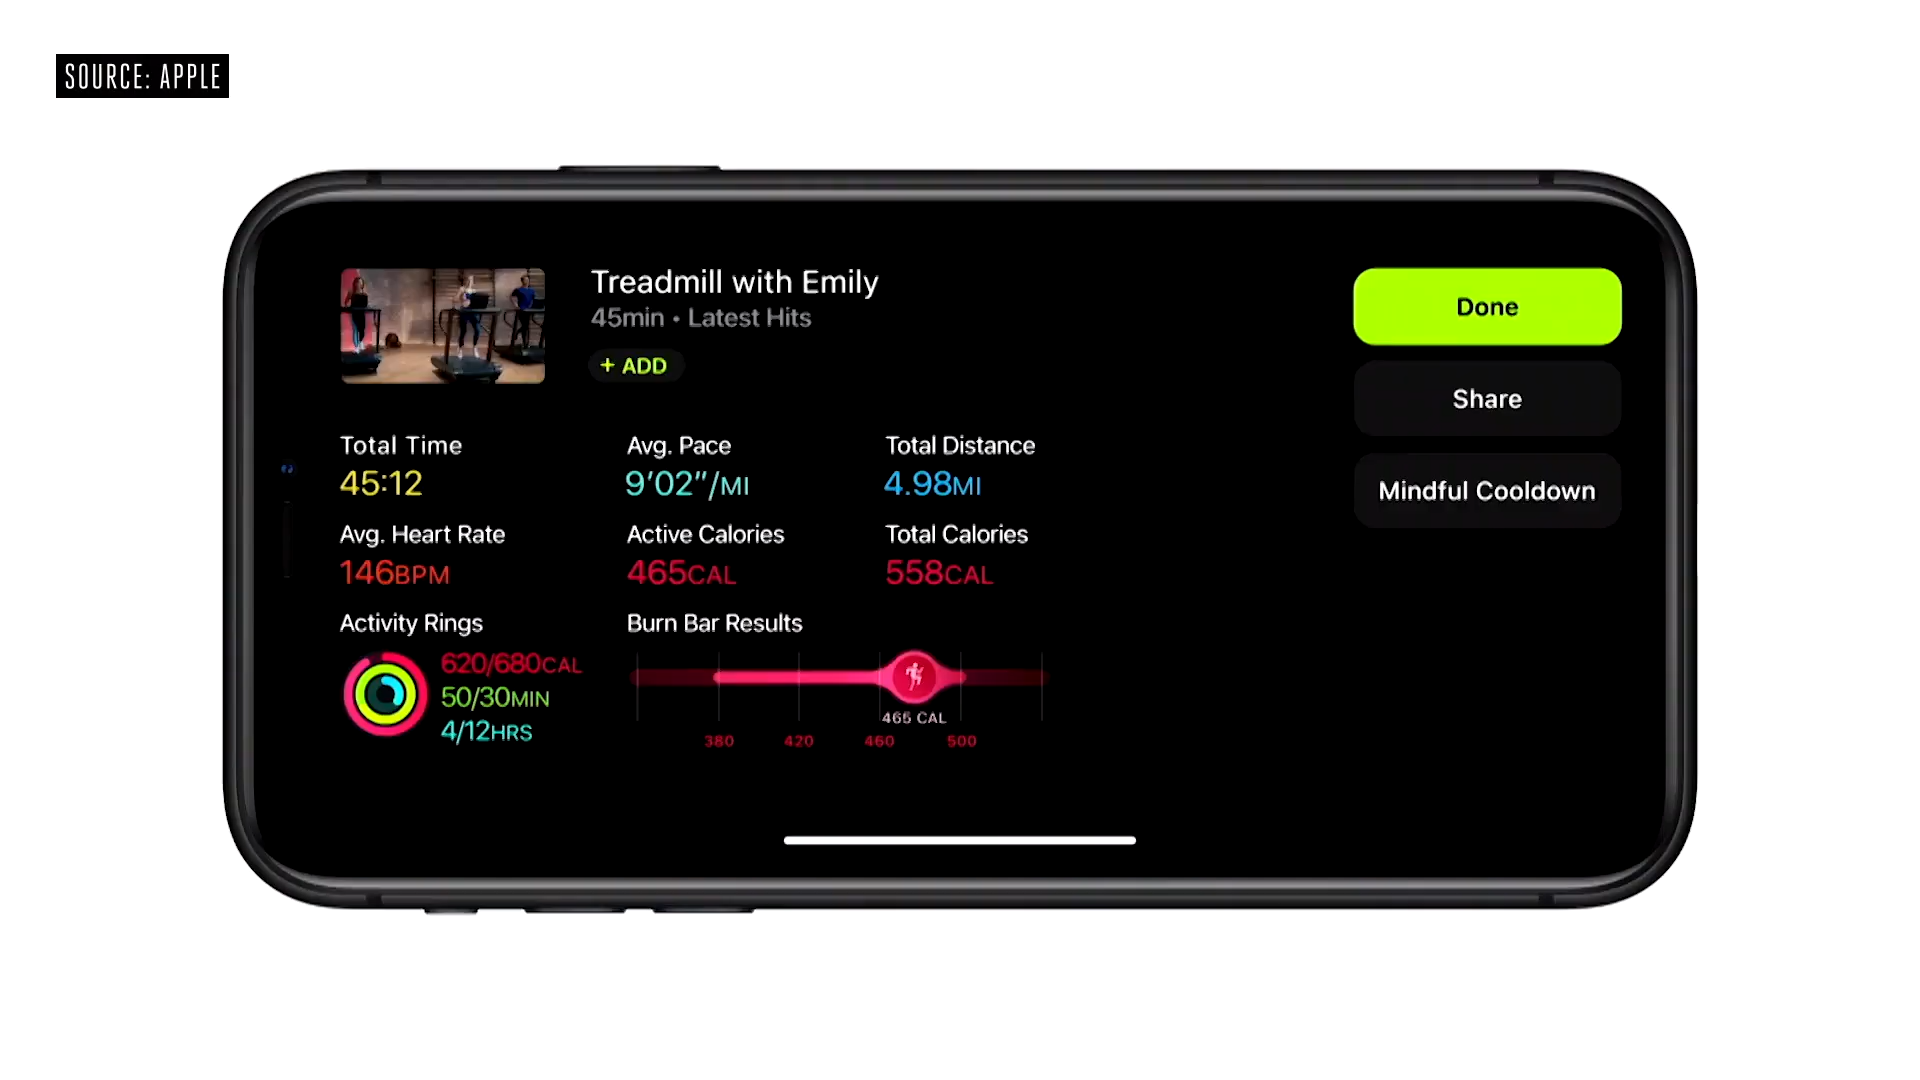 SOURCE: APPLE
Treadmill with Emily
45min • Latest Hits
+ ADD
Done
Share
Mindful Cooldown
Total Time
45:12
Avg. Pace
9’02”/MI
Total Distance
4.98MI
Avg. Heart Rate
146BPM
Active Calories
465CAL
Total Calories
558CAL
Activity Rings
620/680CAL
50/30MIN
4/12HRS
Burn Bar Results
465 CAL
380 420 460 500